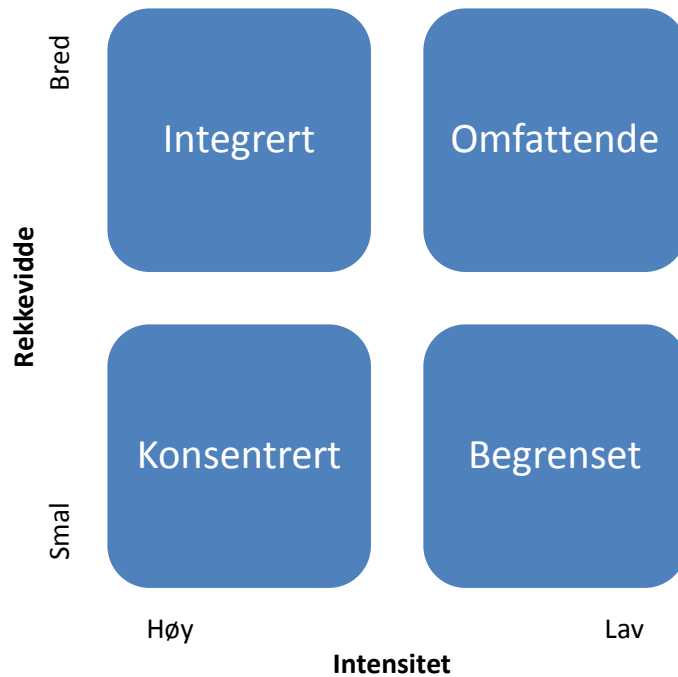 Bred
Integrert
Omfattende
Rekkevidde
Konsentrert
Begrenset
Smal
Høy
Lav
Intensitet